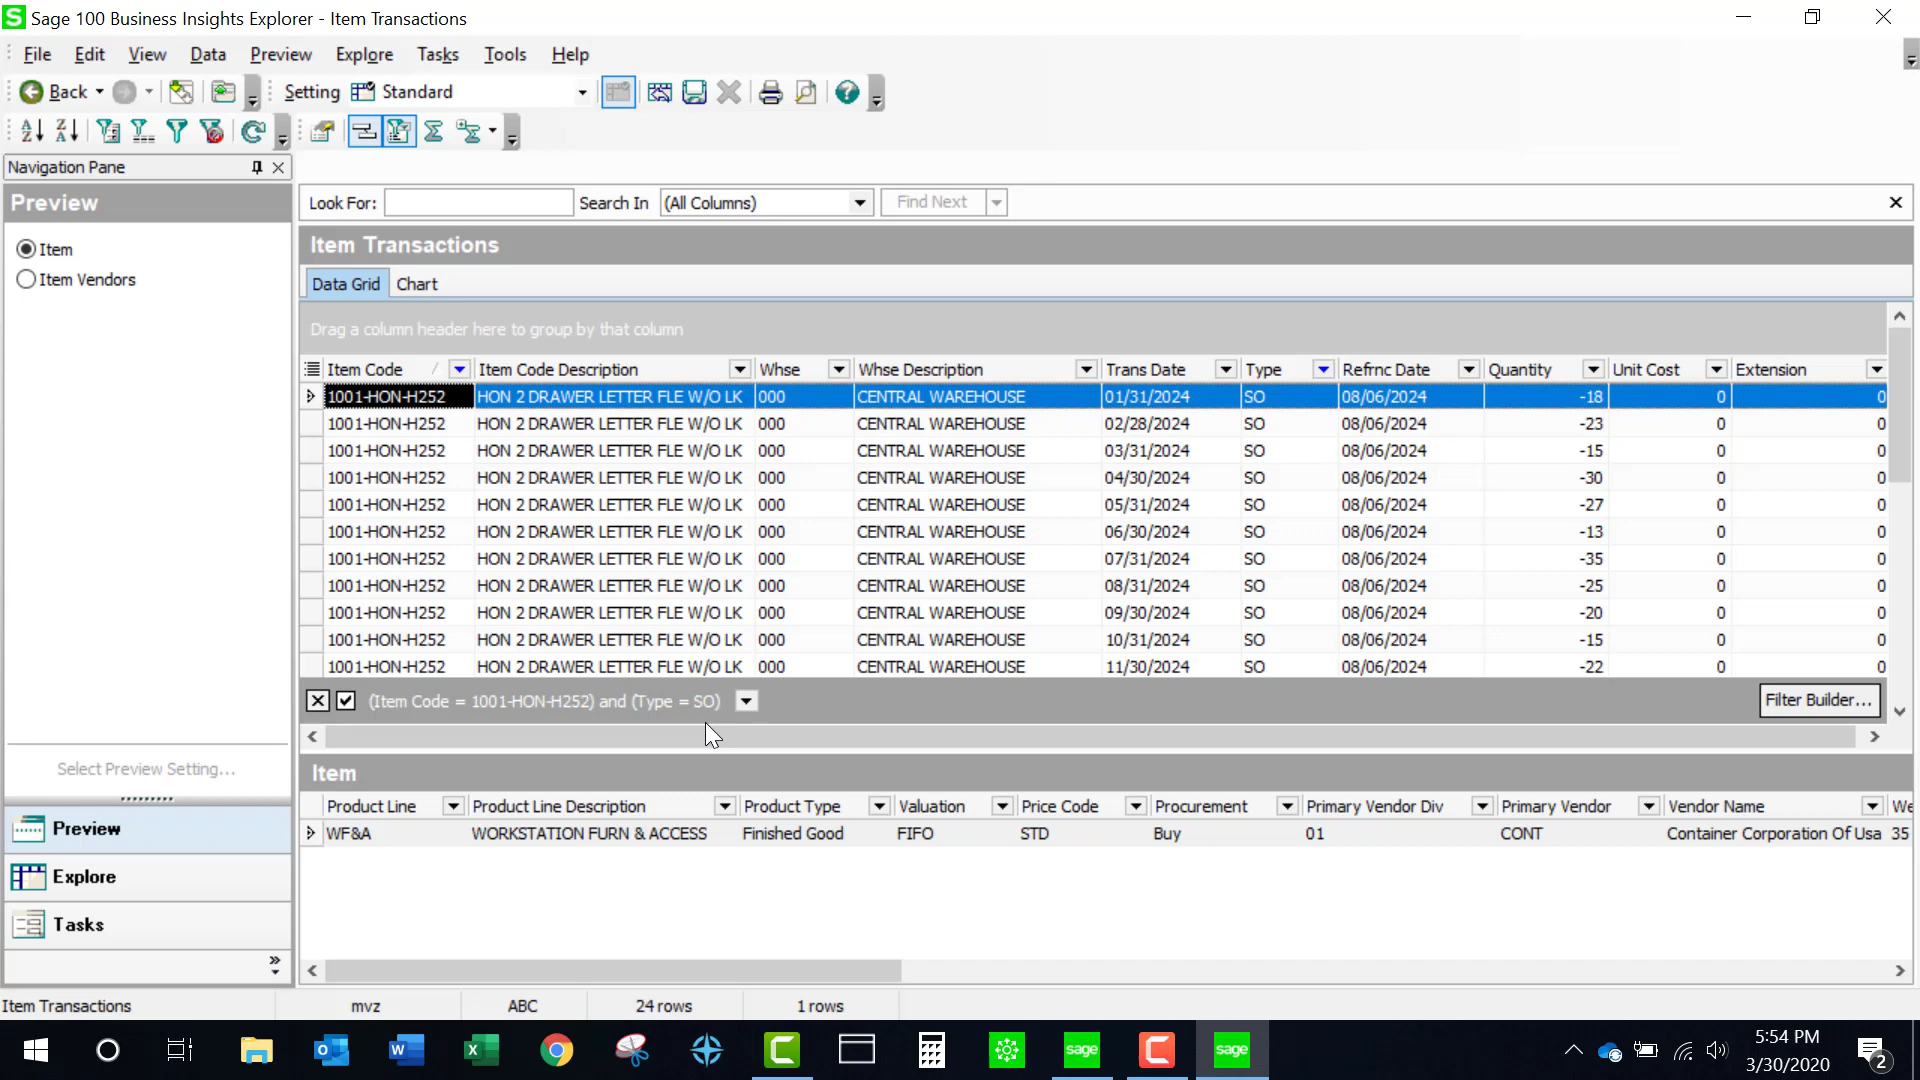 S Sage 100 Business Insights Explorer - Item Transactions
File Edit View Data Preview Explore Tasks Tools Help
Back Setting Standard
Navigation Pane
Preview
Look For: Search In (All Columns) Find Next
Item
Item Vendors
Item Transactions
Data Grid Chart
Drag a column header here to group by that column
Item Code Item Code Description Whse Whse Description Trans Date Type Refrnc Date Quantity Unit Cost Extension
1001-HON-H252 HON 2 DRAWER LETTER FLE W/O LK 000 CENTRAL WAREHOUSE 01/31/2024 SO 08/06/2024 -18 0 0
1001-HON-H252 HON 2 DRAWER LETTER FLE W/O LK 000 CENTRAL WAREHOUSE 02/28/2024 SO 08/06/2024 -23 0 0
1001-HON-H252 HON 2 DRAWER LETTER FLE W/O LK 000 CENTRAL WAREHOUSE 03/31/2024 SO 08/06/2024 -15 0 0
1001-HON-H252 HON 2 DRAWER LETTER FLE W/O LK 000 CENTRAL WAREHOUSE 04/30/2024 SO 08/06/2024 -30 0 0
1001-HON-H252 HON 2 DRAWER LETTER FLE W/O LK 000 CENTRAL WAREHOUSE 05/31/2024 SO 08/06/2024 -27 0 0
1001-HON-H252 HON 2 DRAWER LETTER FLE W/O LK 000 CENTRAL WAREHOUSE 06/30/2024 SO 08/06/2024 -13 0 0
1001-HON-H252 HON 2 DRAWER LETTER FLE W/O LK 000 CENTRAL WAREHOUSE 07/31/2024 SO 08/06/2024 -35 0 0
1001-HON-H252 HON 2 DRAWER LETTER FLE W/O LK 000 CENTRAL WAREHOUSE 08/31/2024 SO 08/06/2024 -25 0 0
1001-HON-H252 HON 2 DRAWER LETTER FLE W/O LK 000 CENTRAL WAREHOUSE 09/30/2024 SO 08/06/2024 -20 0 0
1001-HON-H252 HON 2 DRAWER LETTER FLE W/O LK 000 CENTRAL WAREHOUSE 10/31/2024 SO 08/06/2024 -15 0 0
1001-HON-H252 HON 2 DRAWER LETTER FLE W/O LK 000 CENTRAL WAREHOUSE 11/30/2024 SO 08/06/2024 -22 0 0
(Item Code = 1001-HON-H252) and (Type = SO) Filter Builder...
Select Preview Setting...
Preview
Explore
Tasks
Item
Product Line Product Line Description Product Type Valuation Price Code Procurement Primary Vendor Div Primary Vendor Vendor Name We
WF&A WORKSTATION FURN & ACCESS Finished Good FIFO STD Buy 01 CONT Container Corporation Of Usa 35
Item Transactions mvz ABC 24 rows 1 rows
sage sage
5:54 PM
3/30/2020
2